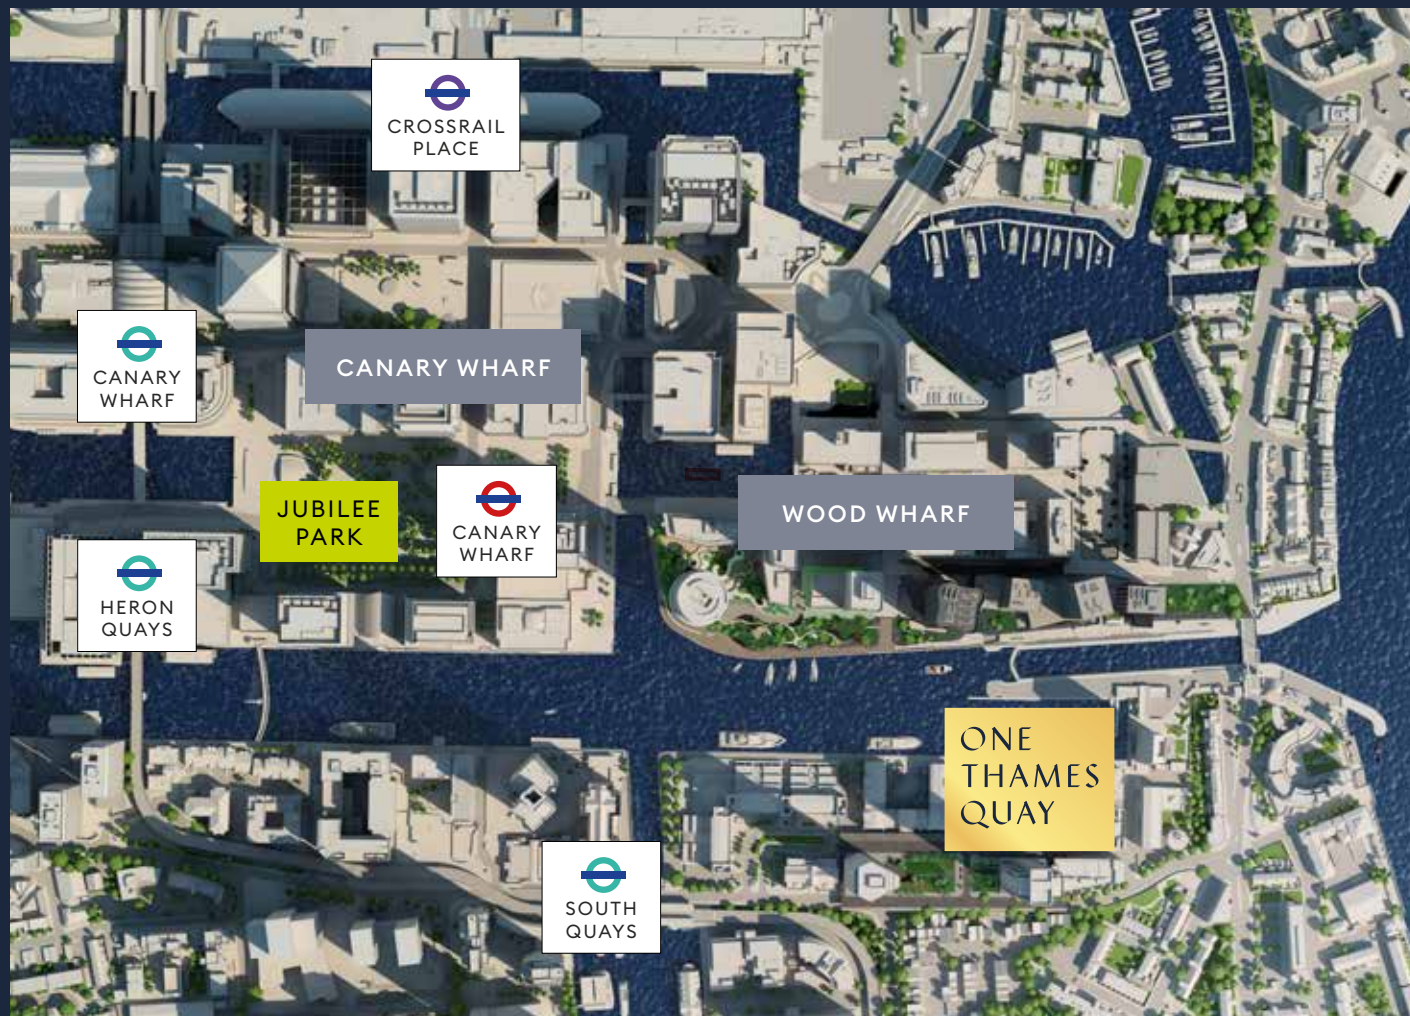 CROSSRAIL
PLACE
CANARY
WHARF
CANARY WHARF
JUBILEE
PARK
CANARY
WHARF
WOOD WHARF
HERON
QUAYS
ONE
THAMES
QUAY
SOUTH
QUAYS